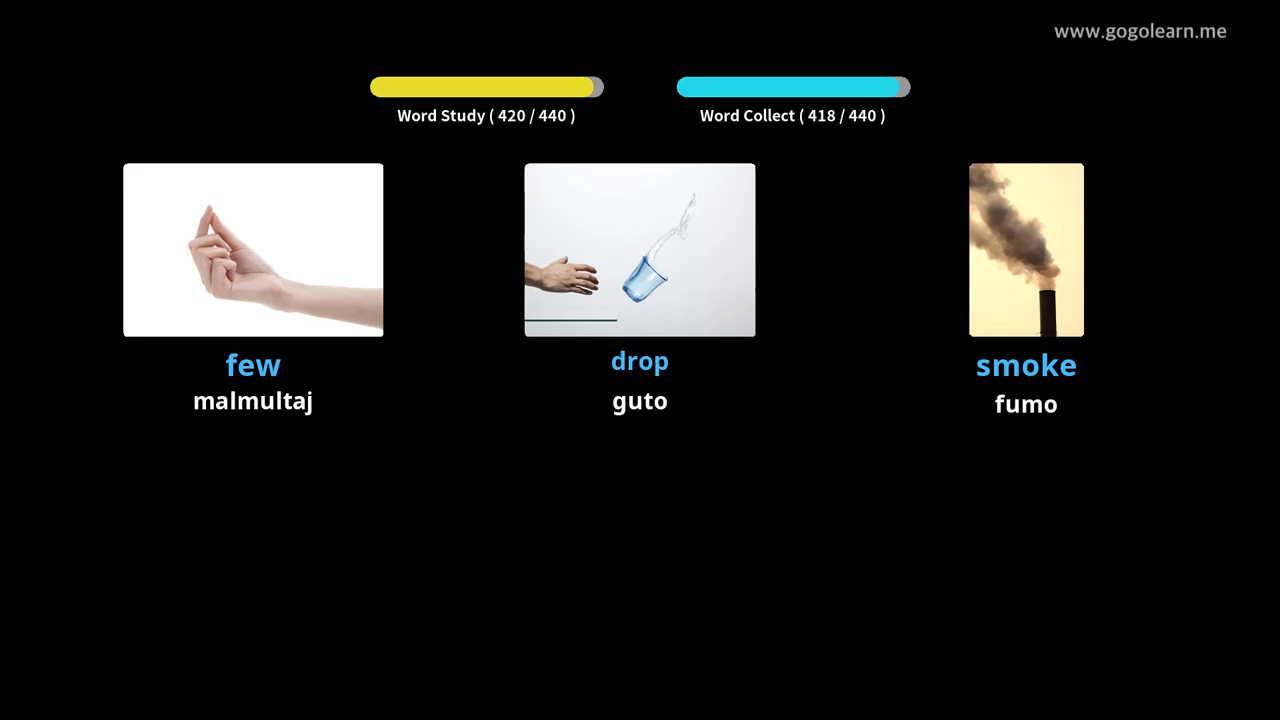 www.gogolearn.me
Word Study ( 420 / 440 )
Word Collect ( 418 / 440 )
few
malmultaj
drop
guto
smoke
fumo